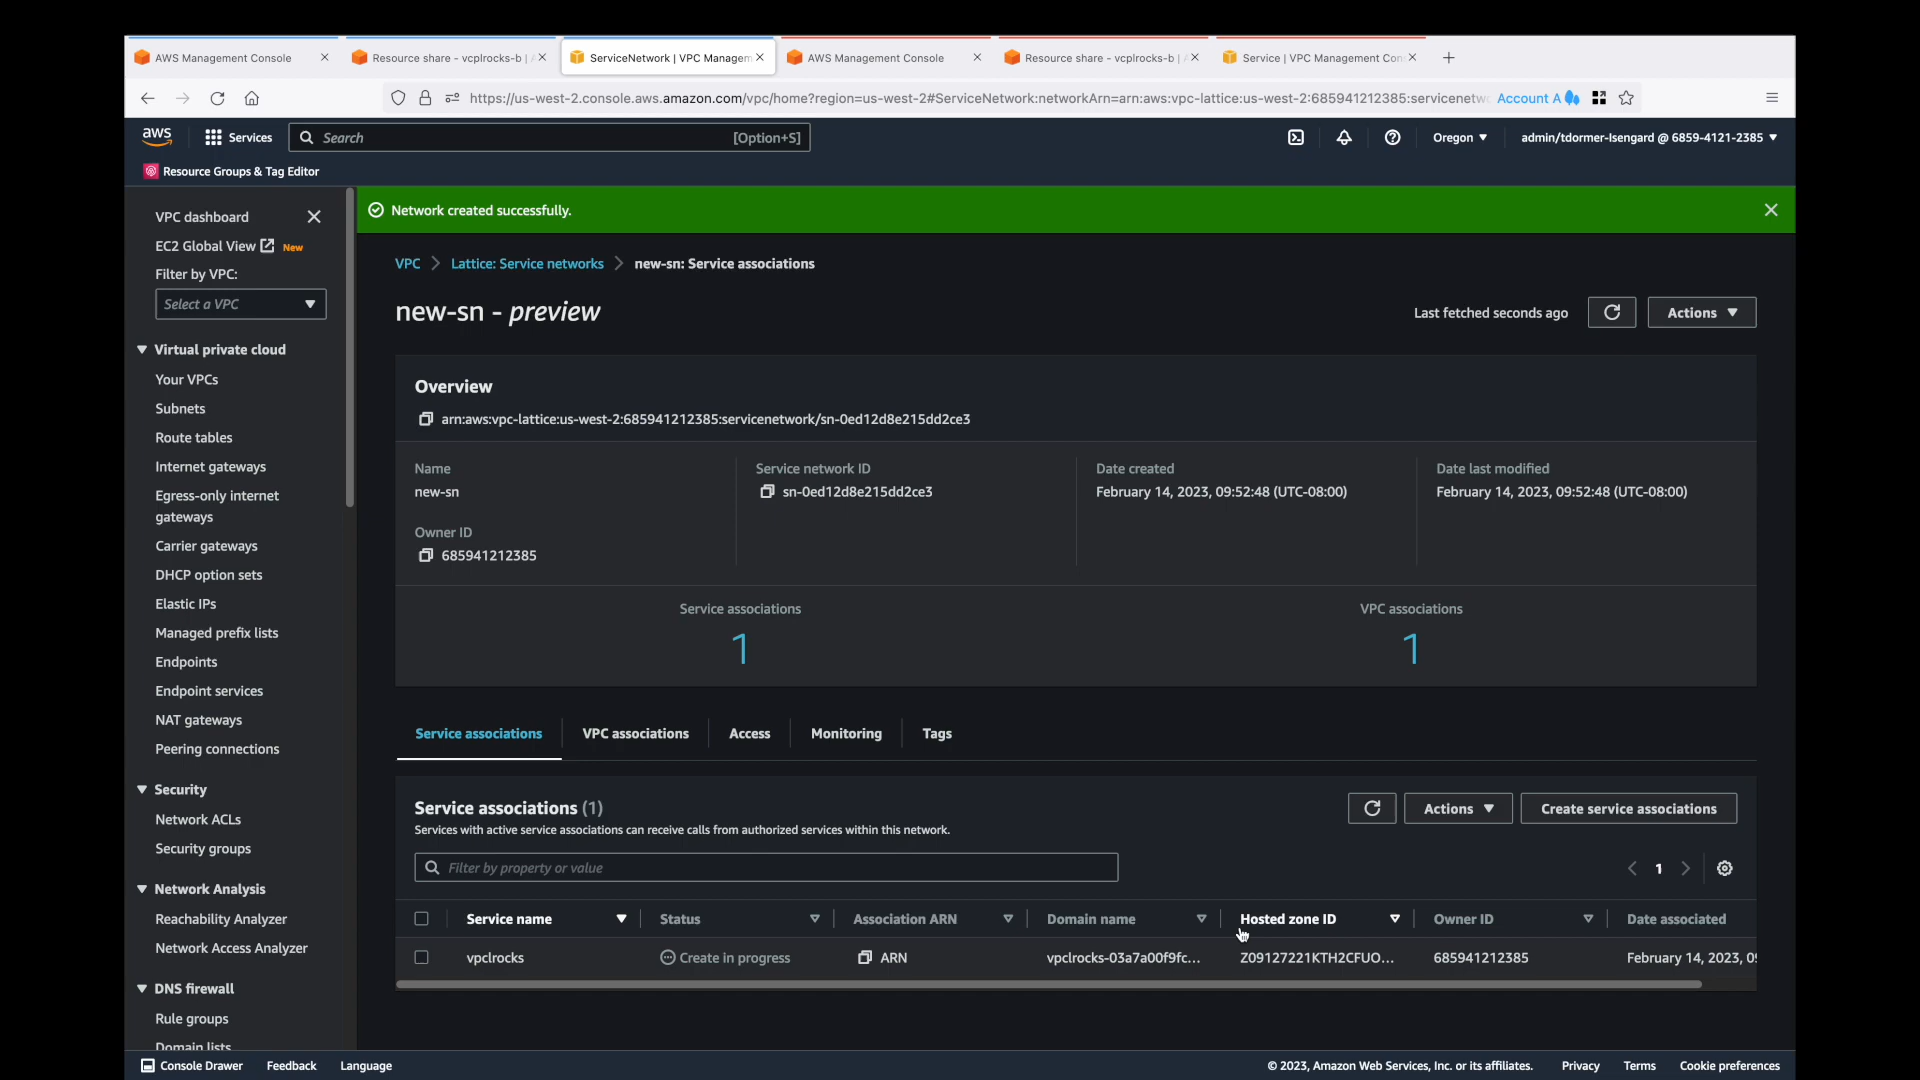 AWS Management Console
Resource share - vcplrocks-b | A
ServiceNetwork | VPC Managem
AWS Management Console
Resource share - vcplrocks-b | A
Service | VPC Management Con
https://us-west-2.console.aws.amazon.com/vpc/home?region=us-west-2#ServiceNetwork:networkArn=arn:aws:vpc-lattice:us-west-2:685941212385:servicenetw
Account A
aws
Services
Search
[Option+S]
Oregon
admin/tdormer-Isengard @ 6859-4121-2385
Resource Groups & Tag Editor
VPC dashboard
EC2 Global View New
Filter by VPC:
Select a VPC
Virtual private cloud
Your VPCs
Subnets
Route tables
Internet gateways
Egress-only internet
gateways
Carrier gateways
DHCP option sets
Elastic IPs
Managed prefix lists
Endpoints
Endpoint services
NAT gateways
Peering connections
Security
Network ACLs
Security groups
Network Analysis
Reachability Analyzer
Network Access Analyzer
DNS firewall
Rule groups
Domain lists
Network created successfully.
VPC
Lattice: Service networks
new-sn: Service associations
new-sn - preview
Last fetched seconds ago
Actions
Overview
arn:aws:vpc-lattice:us-west-2:685941212385:servicenetwork/sn-0ed12d8e215dd2ce3
Name
new-sn
Service network ID
sn-0ed12d8e215dd2ce3
Date created
February 14, 2023, 09:52:48 (UTC-08:00)
Date last modified
February 14, 2023, 09:52:48 (UTC-08:00)
Owner ID
685941212385
Service associations
1
VPC associations
1
Service associations
VPC associations
Access
Monitoring
Tags
Service associations (1)
Services with active service associations can receive calls from authorized services within this network.
Actions
Create service associations
Filter by property or value
1
Service name
Status
Association ARN
Domain name
Hosted zone ID
Owner ID
Date associated
vpclrocks
Create in progress
ARN
vpclrocks-03a7a00f9fc...
Z09127221KTH2CFUO...
685941212385
February 14, 2023, 09
Console Drawer
Feedback
Language
© 2023, Amazon Web Services, Inc. or its affiliates.
Privacy
Terms
Cookie preferences